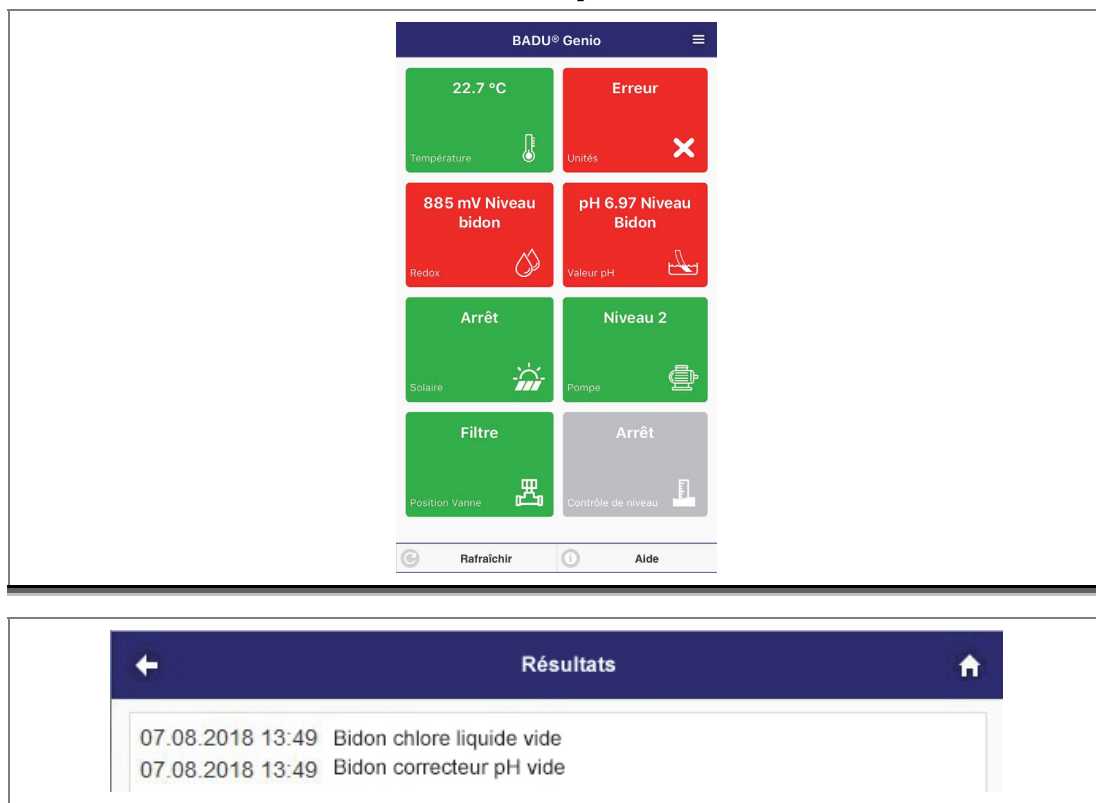 BADU® Genio
22.7 °C
Température
Erreur
Unités
885 mV Niveau
bidon
Redox
pH 6.97 Niveau
Bidon
Valeur pH
Arrêt
Solaire
Niveau 2
Pompe
Filtre
Position Vanne
Arrêt
Contrôle de niveau
Rafraîchir
Aide
Résultats
07.08.2018 13:49 Bidon chlore liquide vide
07.08.2018 13:49 Bidon correcteur pH vide